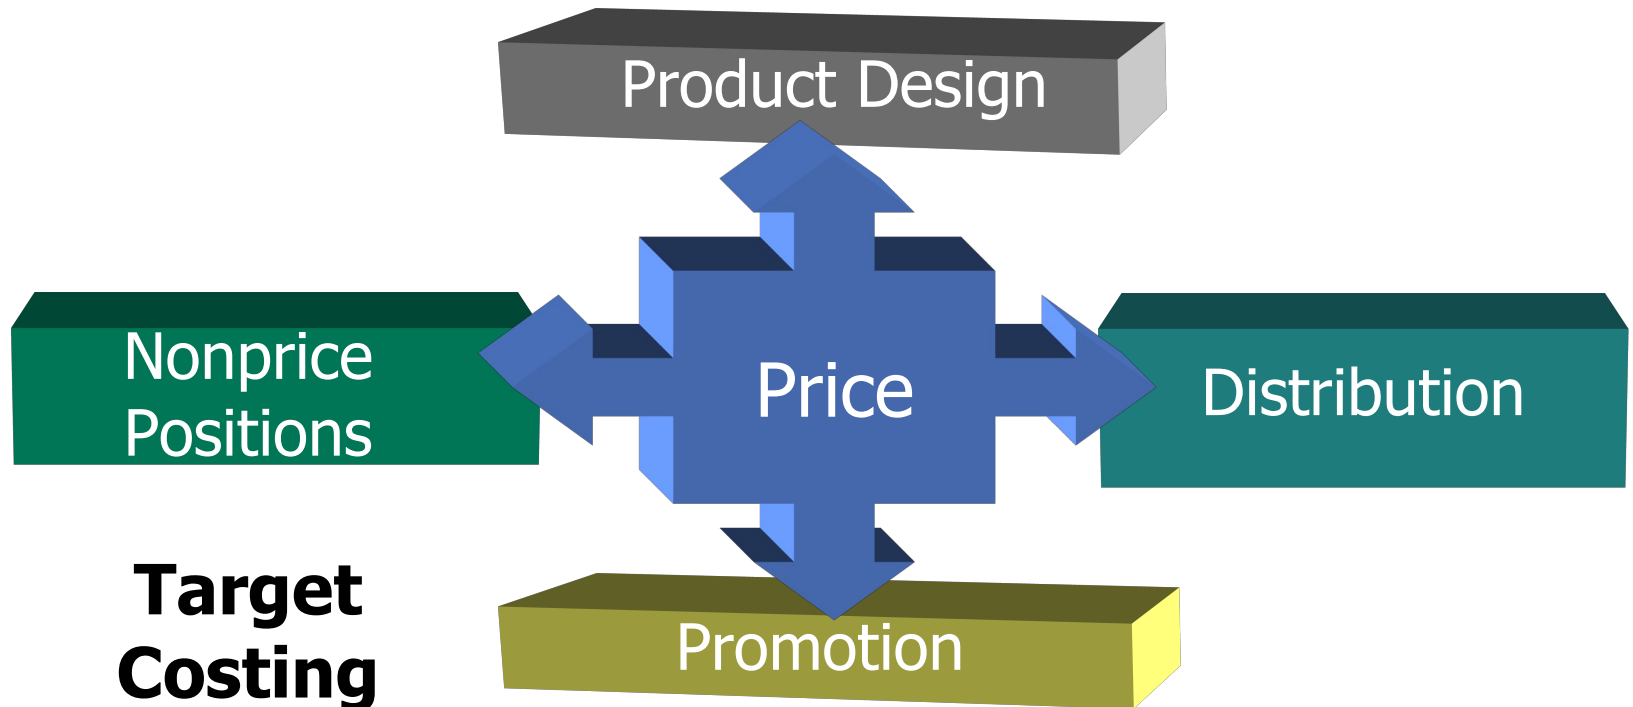 Product Design
Nonprice
Positions
Price
Distribution
Target
Costing
Promotion